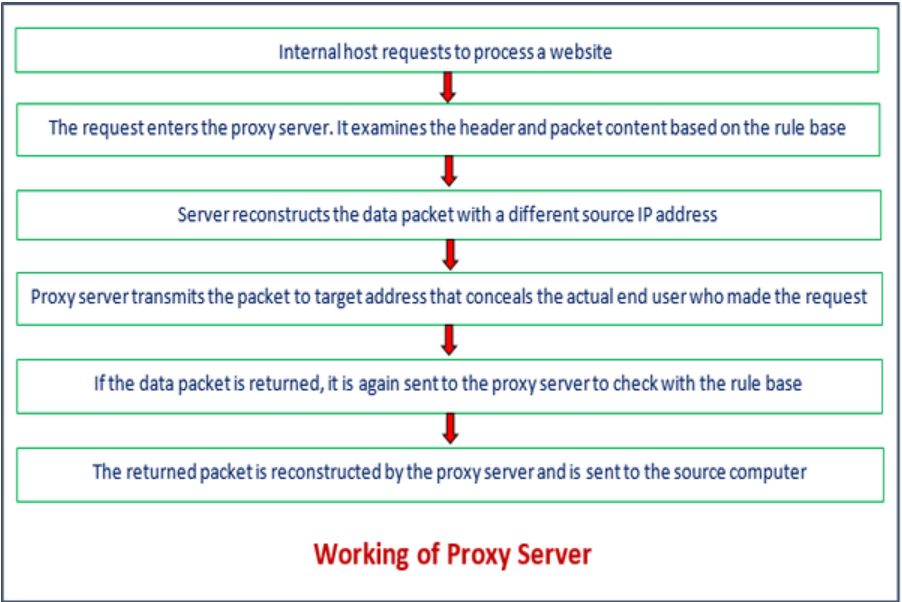 Internal host requests to process a website
The request enters the proxy server. It examines the header and packet content based on the rule base
Server reconstructs the data packet with a different source IP address
Proxy server transmits the packet to target address that conceals the actual end user who made the request
If the data packet is returned, it is again sent to the proxy server to check with the rule base
The returned packet is reconstructed by the proxy server and is sent to the source computer
Working of Proxy Server